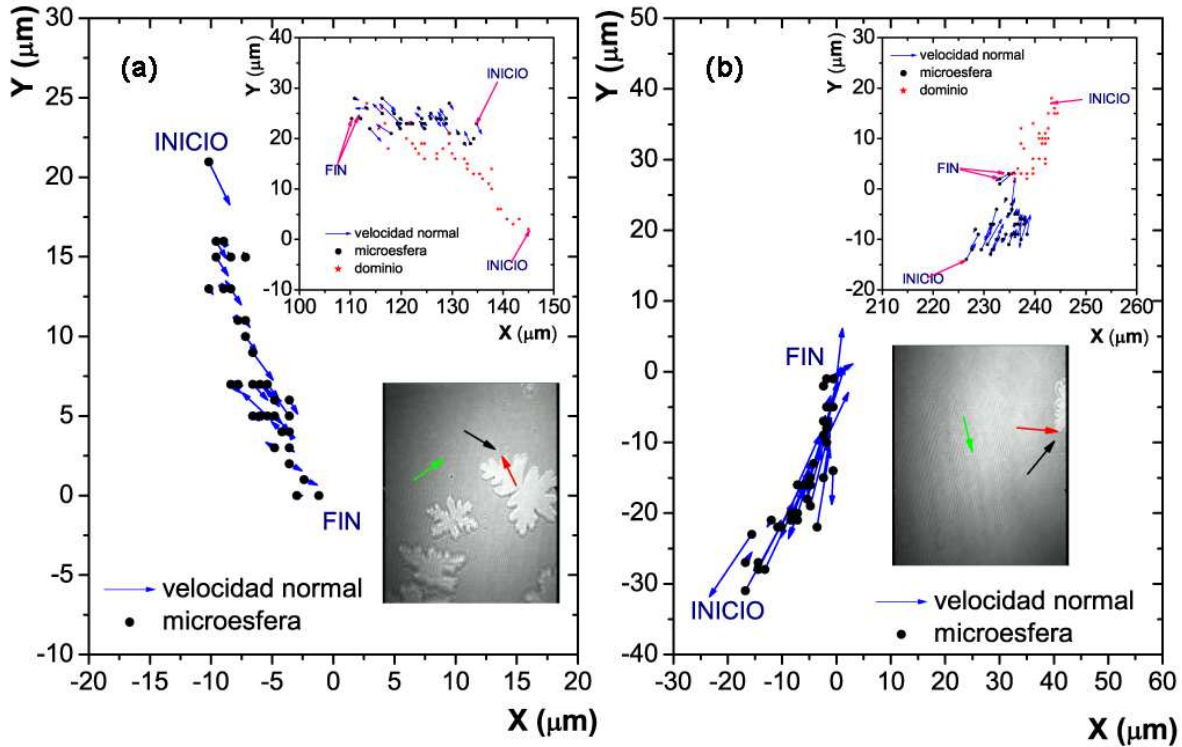 (a)
Y (μm)
30
25
20
15
10
5
0
-5
-10
-20 -15 -10 -5 0 5 10 15 20
X (μm)
INICIO
FIN
velocidad normal
microesfera
Y (μm)
40
30
20
10
0
-10
100 110 120 130 140 150
X (μm)
INICIO
FIN
velocidad normal
microesfera
dominio
INICIO
(b)
Y (μm)
50
40
30
20
10
0
-10
-20
-30
-40
-30 -20 -10 0 10 20 30 40 50 60
X (μm)
FIN
INICIO
velocidad normal
microesfera
Y (μm)
30
20
10
0
-10
-20
210 220 230 240 250 260
X (μm)
velocidad normal
microesfera
dominio
INICIO
FIN
INICIO